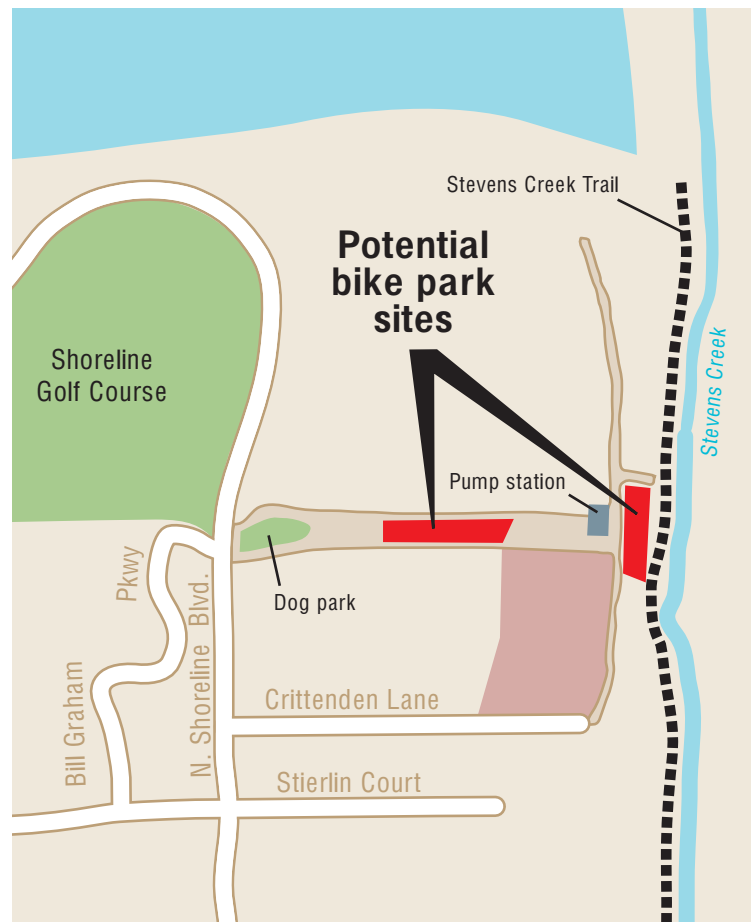 Stevens Creek Trail
Potential
bike park
sites
Shoreline
Golf Course
Stevens Creek
Pump station
Dog park
Pkwy
Bill Graham
N. Shoreline Blvd.
Crittenden Lane
Stierlin Court